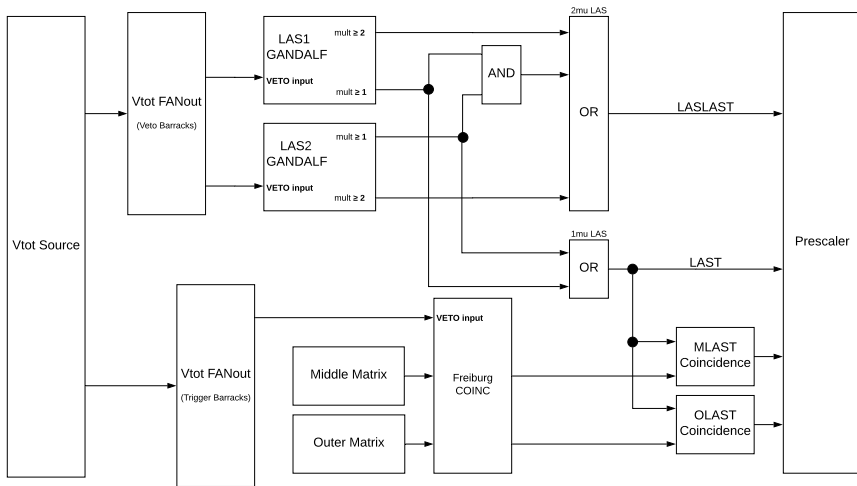 2mu LAS
LAS1
GANDALF
mult ≥ 2
VETO input
mult ≥ 1
AND
Vtot FANout
(Veto Barracks)
OR
LASLAST
LAS2
GANDALF
mult ≥ 1
VETO input
mult ≥ 2
Vtot Source
Prescaler
1mu LAS
OR
LAST
VETO input
Vtot FANout
(Trigger Barracks)
Middle Matrix
Freiburg
COINC
MLAST
Coincidence
Outer Matrix
OLAST
Coincidence